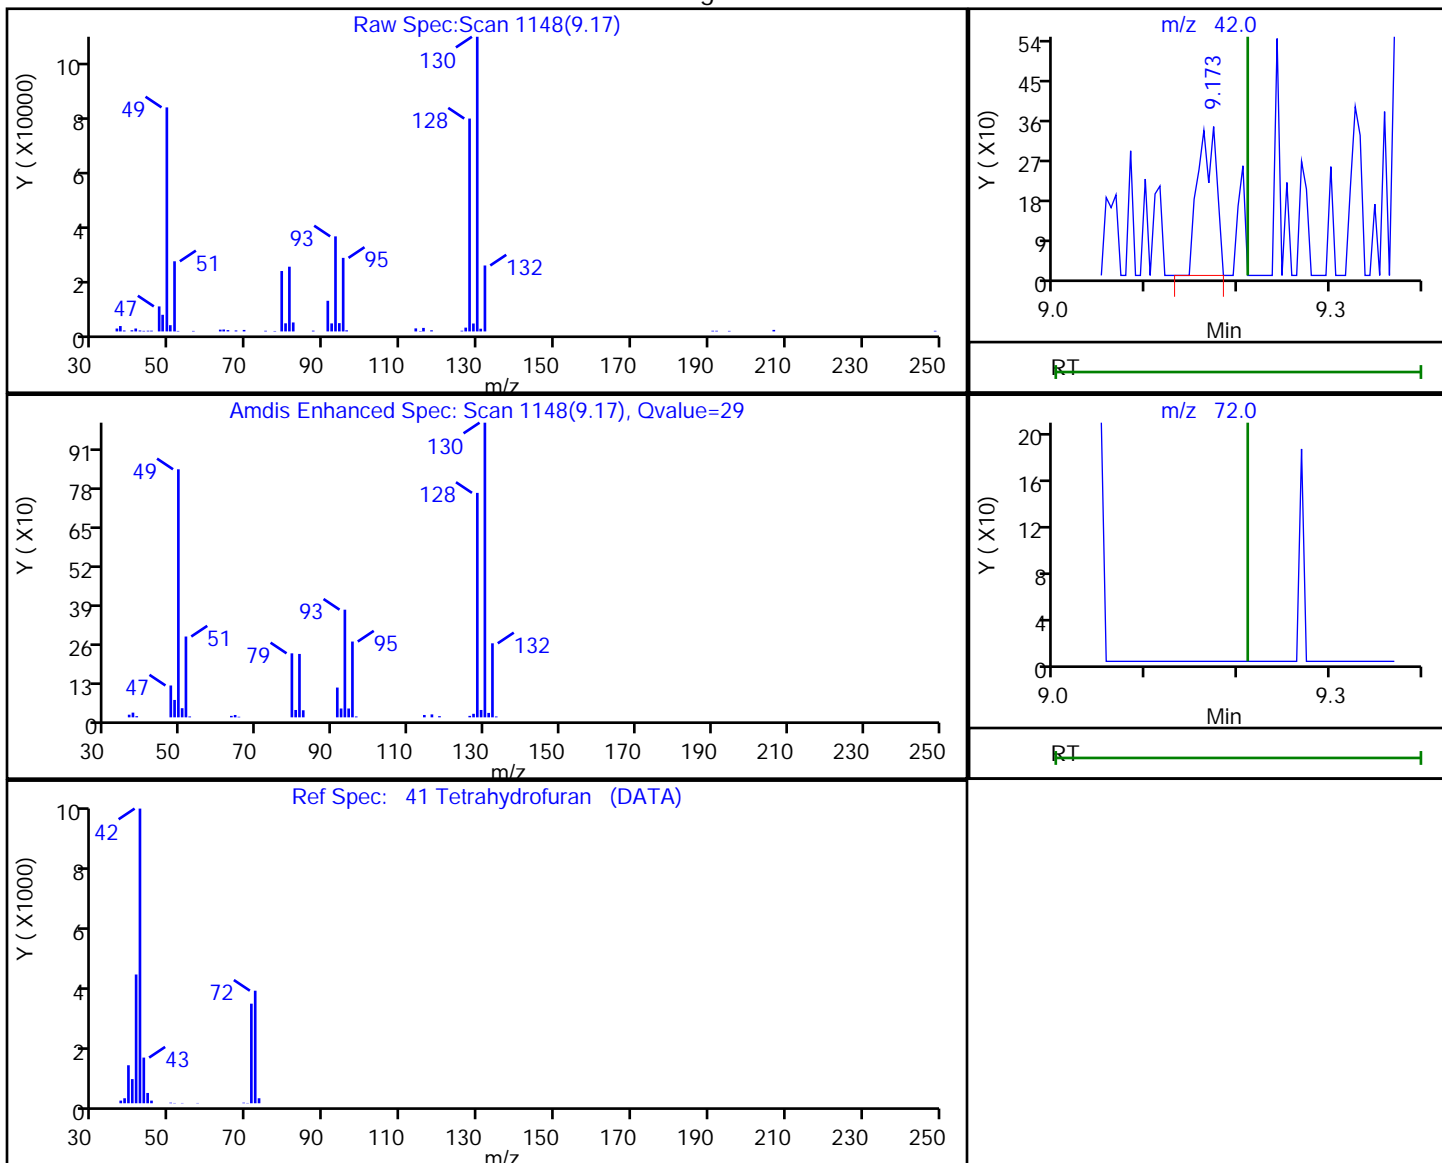 Raw Spec:Scan 1148(9.17)
Y ( X10000)
10
8
6
4
2
0
47
49
51
93
95
128
130
132
30 50 70 90 110 130 150 170 190 210 230 250
m/z
m/z 42.0
Y ( X10)
54
45
36
27
18
9
0
9.173
9.0 9.3
Min
RT
Amdis Enhanced Spec: Scan 1148(9.17), Qvalue=29
Y ( X10)
91
78
65
52
39
26
13
0
47
49
51
79
93
95
128
130
132
30 50 70 90 110 130 150 170 190 210 230 250
m/z
m/z 72.0
Y ( X10)
20
16
12
8
4
0
9.0 9.3
Min
RT
Ref Spec: 41 Tetrahydrofuran (DATA)
Y ( X1000)
10
8
6
4
2
0
42
43
72
30 50 70 90 110 130 150 170 190 210 230 250
m/z